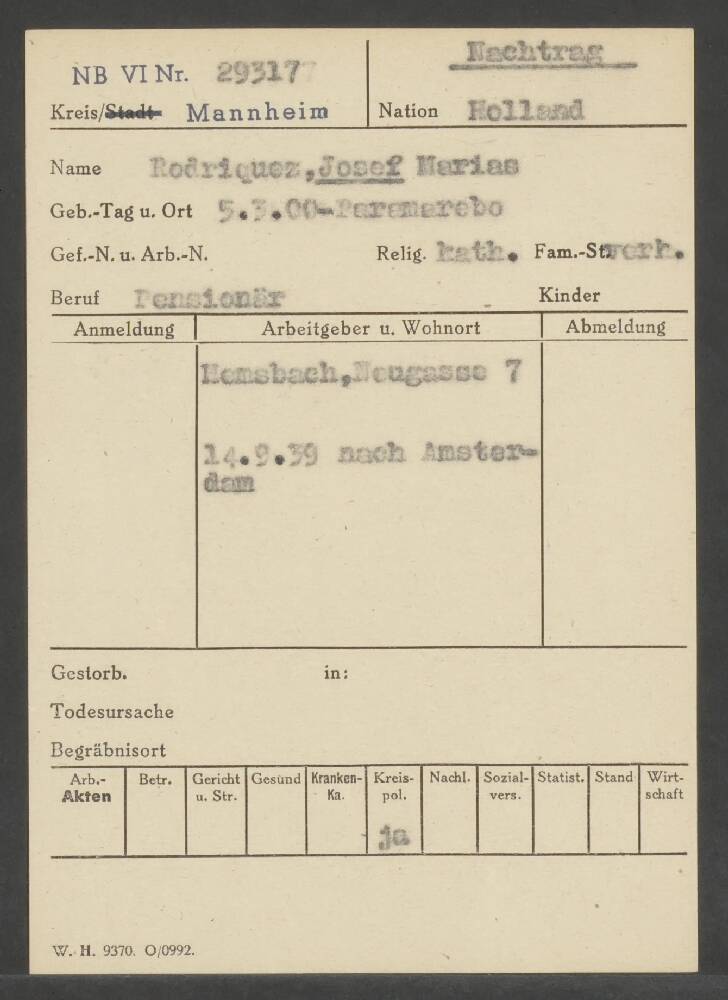 Nachtrag
NB VI Nr. 293177
Kreis/Stadt Mannheim Nation Holland
Name Rodriquez, Josef Marias
Geb.-Tag u. Ort 5.3.00-Paramarebo
Gef.-N. u. Arb.-N. Relig. kath. Fam.-St. verh.
Beruf Pensionär Kinder
Anmeldung Arbeitgeber u. Wohnort Abmeldung
Hemsbach, Neugasse 7
14.9.39 nach Amster-
dam
Gestorb. in:
Todesursache
Begräbnisort
Arb.- Betr. Gericht Gesund Kranken- Kreis- Nachl. Sozial- Statist. Stand Wirt-
Akten u. Str. Ka. pol. vers. schaft
ja
W. H. 9370. O/0992.